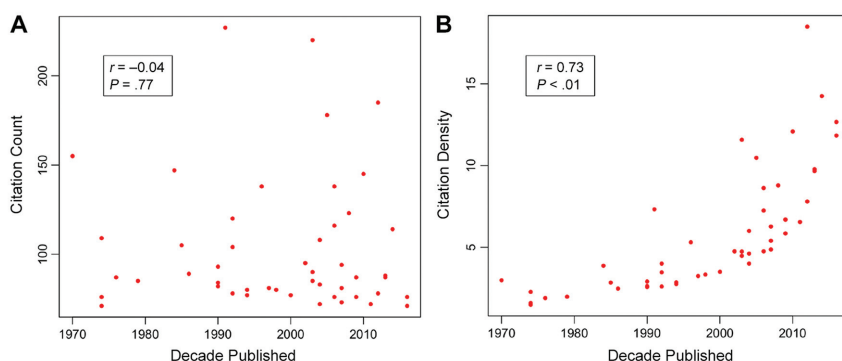 A
r = –0.04
P = .77
200
150
100
Citation Count
1970 1980 1990 2000 2010
Decade Published
B
r = 0.73
P < .01
15
10
5
Citation Density
1970 1980 1990 2000 2010
Decade Published